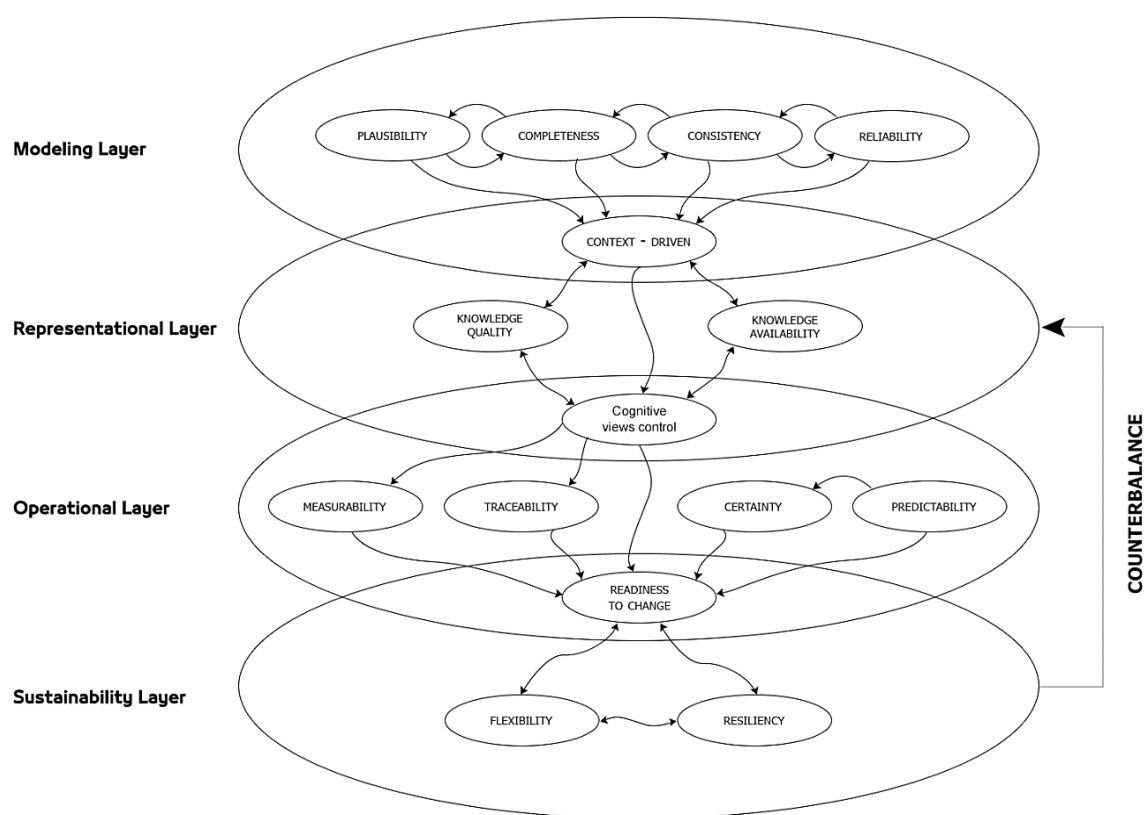 Modeling Layer
PLAUSIBILITY
COMPLETENESS
CONSISTENCY
RELIABILITY
CONTEXT - DRIVEN
Representational Layer
KNOWLEDGE
QUALITY
KNOWLEDGE
AVAILABILITY
Cognitive
views control
Operational Layer
MEASURABILITY
TRACEABILITY
CERTAINTY
PREDICTABILITY
READINESS
TO CHANGE
Sustainability Layer
FLEXIBILITY
RESILIENCY
COUNTERBALANCE